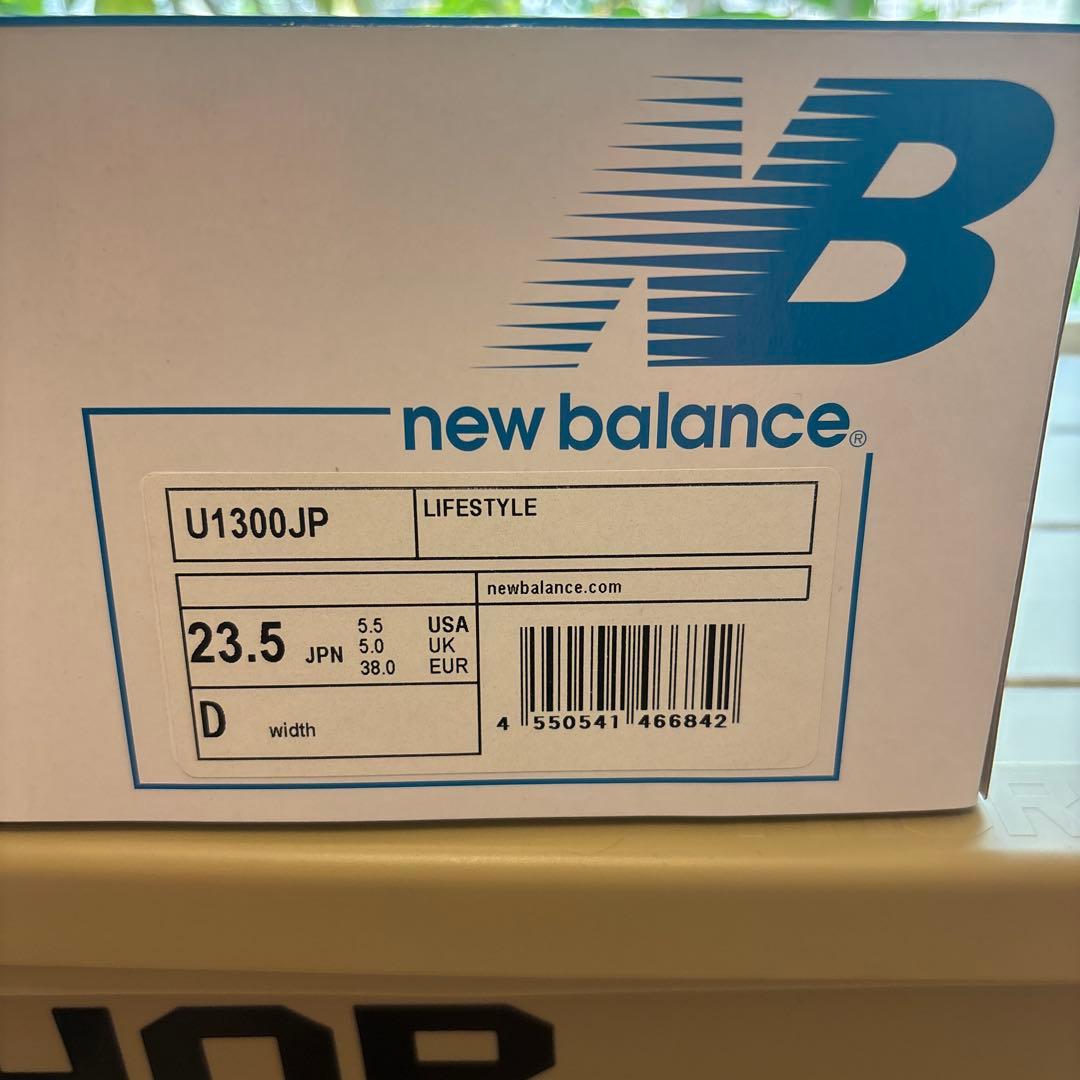 NB
new balance®
U1300JP LIFESTYLE
newbalance.com
23.5 JPN 5.5 USA
5.0 UK
38.0 EUR
D width
4 550541 466842